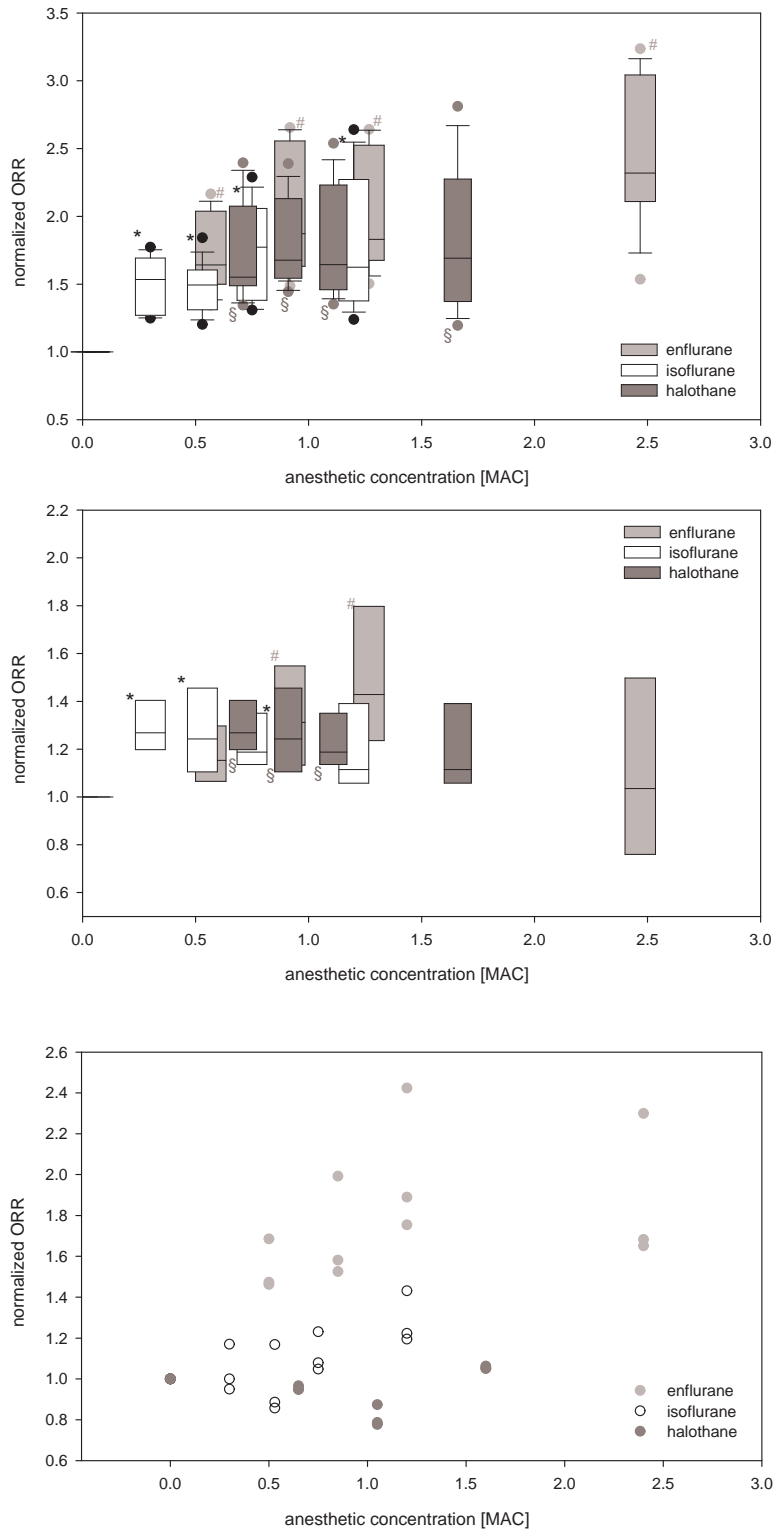 3.5
3.0
2.5
2.0
1.5
1.0
0.5
normalized ORR
* * # * # * #  #
§ § § §
enflurane
isoflurane
halothane
0.0 0.5 1.0 1.5 2.0 2.5 3.0
anesthetic concentration [MAC]
2.2
2.0
1.8
1.6
1.4
1.2
1.0
0.8
0.6
normalized ORR
enflurane
isoflurane
halothane
* * # * #
§ § §
0.0 0.5 1.0 1.5 2.0 2.5 3.0
anesthetic concentration [MAC]
2.6
2.4
2.2
2.0
1.8
1.6
1.4
1.2
1.0
0.8
0.6
normalized ORR
enflurane
isoflurane
halothane
0.0 0.5 1.0 1.5 2.0 2.5 3.0
anesthetic concentration [MAC]